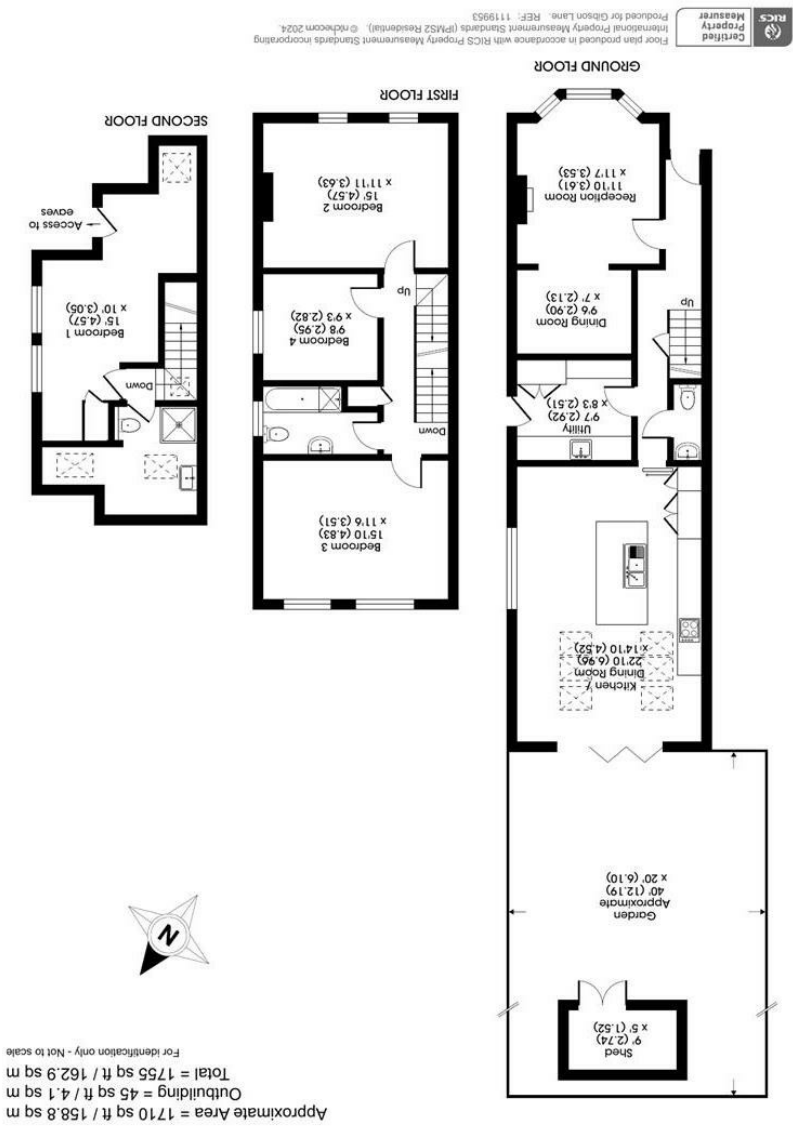 Approximate Area = 1710 sq ft / 158.8 sq m
Outbuilding = 45 sq ft / 4.1 sq m
Total = 1755 sq ft / 162.9 sq m
For identification only - Not to scale
Shed
9' (2.74)
x 5' (1.52)
N
Garden
Approximate
40' (12.19)
x 20' (6.10)
Kitchen /
Dining Room
22'10 (6.96)
x 14'10 (4.52)
Utility
9'7 (2.92)
x 8'3 (2.51)
Dining Room
9'6 (2.90)
x 7' (2.13)
Up
Reception Room
11'10 (3.61)
x 11'7 (3.53)
GROUND FLOOR
Bedroom 3
15'10 (4.83)
x 11'6 (3.51)
Down
Bedroom 4
9'8 (2.95)
x 9'3 (2.82)
Up
Bedroom 2
15' (4.57)
x 11'11 (3.63)
FIRST FLOOR
Down
Bedroom 1
15' (4.57)
x 10' (3.05)
Access to
eaves
SECOND FLOOR
RICS
Certified
Property
Measurer
Floor plan produced in accordance with RICS Property Measurement Standards incorporating
International Property Measurement Standards (IPMS2 Residential). © nichecom 2024.
Produced for Gibson Lane. REF: 1119953